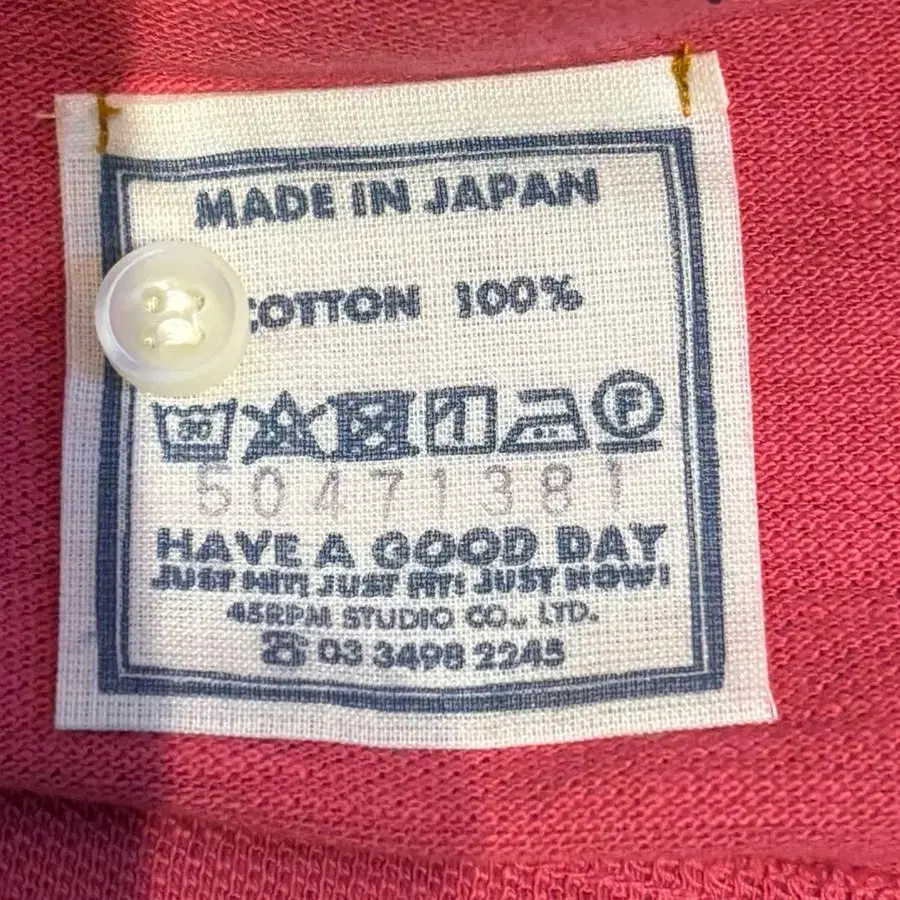 MADE IN JAPAN
COTTON 100%
30
F
50471381
HAVE A GOOD DAY
JUST HIT! JUST FIT! JUST NOW!
45RPM STUDIO CO., LTD.
☎ 03 3498 2245